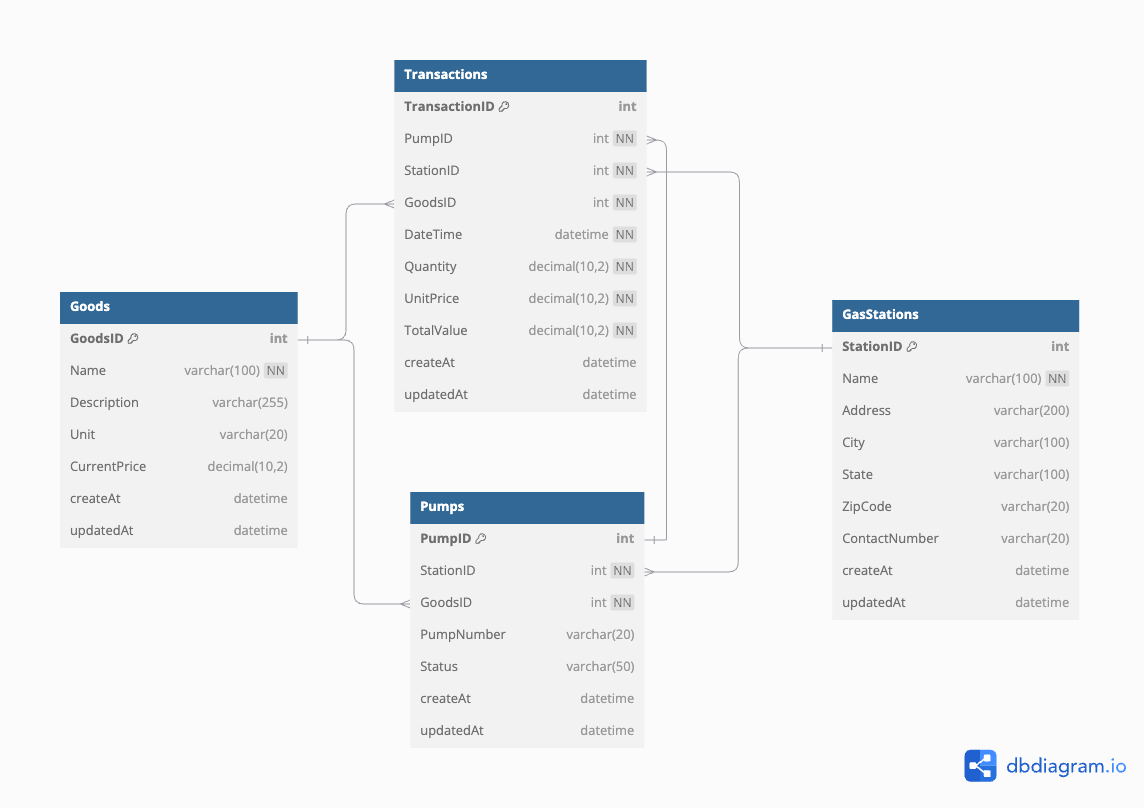 Transactions
TransactionID int
PumpID int NN
StationID int NN
GoodsID int NN
DateTime datetime NN
Quantity decimal(10,2) NN
UnitPrice decimal(10,2) NN
TotalValue decimal(10,2) NN
createAt datetime
updatedAt datetime
Goods
GoodsID int
Name varchar(100) NN
Description varchar(255)
Unit varchar(20)
CurrentPrice decimal(10,2)
createAt datetime
updatedAt datetime
GasStations
StationID int
Name varchar(100) NN
Address varchar(200)
City varchar(100)
State varchar(100)
ZipCode varchar(20)
ContactNumber varchar(20)
createAt datetime
updatedAt datetime
Pumps
PumpID int
StationID int NN
GoodsID int NN
PumpNumber varchar(20)
Status varchar(50)
createAt datetime
updatedAt datetime
dbdiagram.io